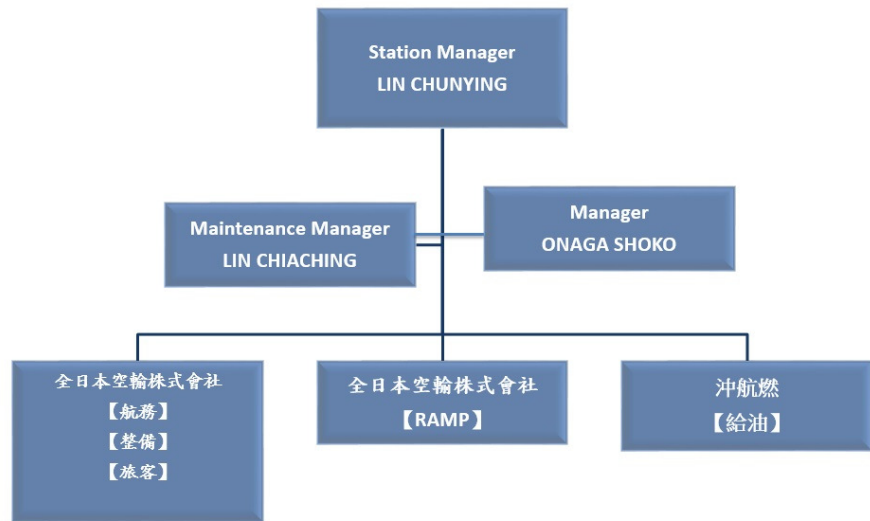 Station Manager
LIN CHUNYING
Maintenance Manager
LIN CHIACHING
Manager
ONAGA SHOKO
全日本空輸株式會社
【航務】
【整備】
【旅客】
全日本空輸株式會社
【RAMP】
沖航燃
【給油】